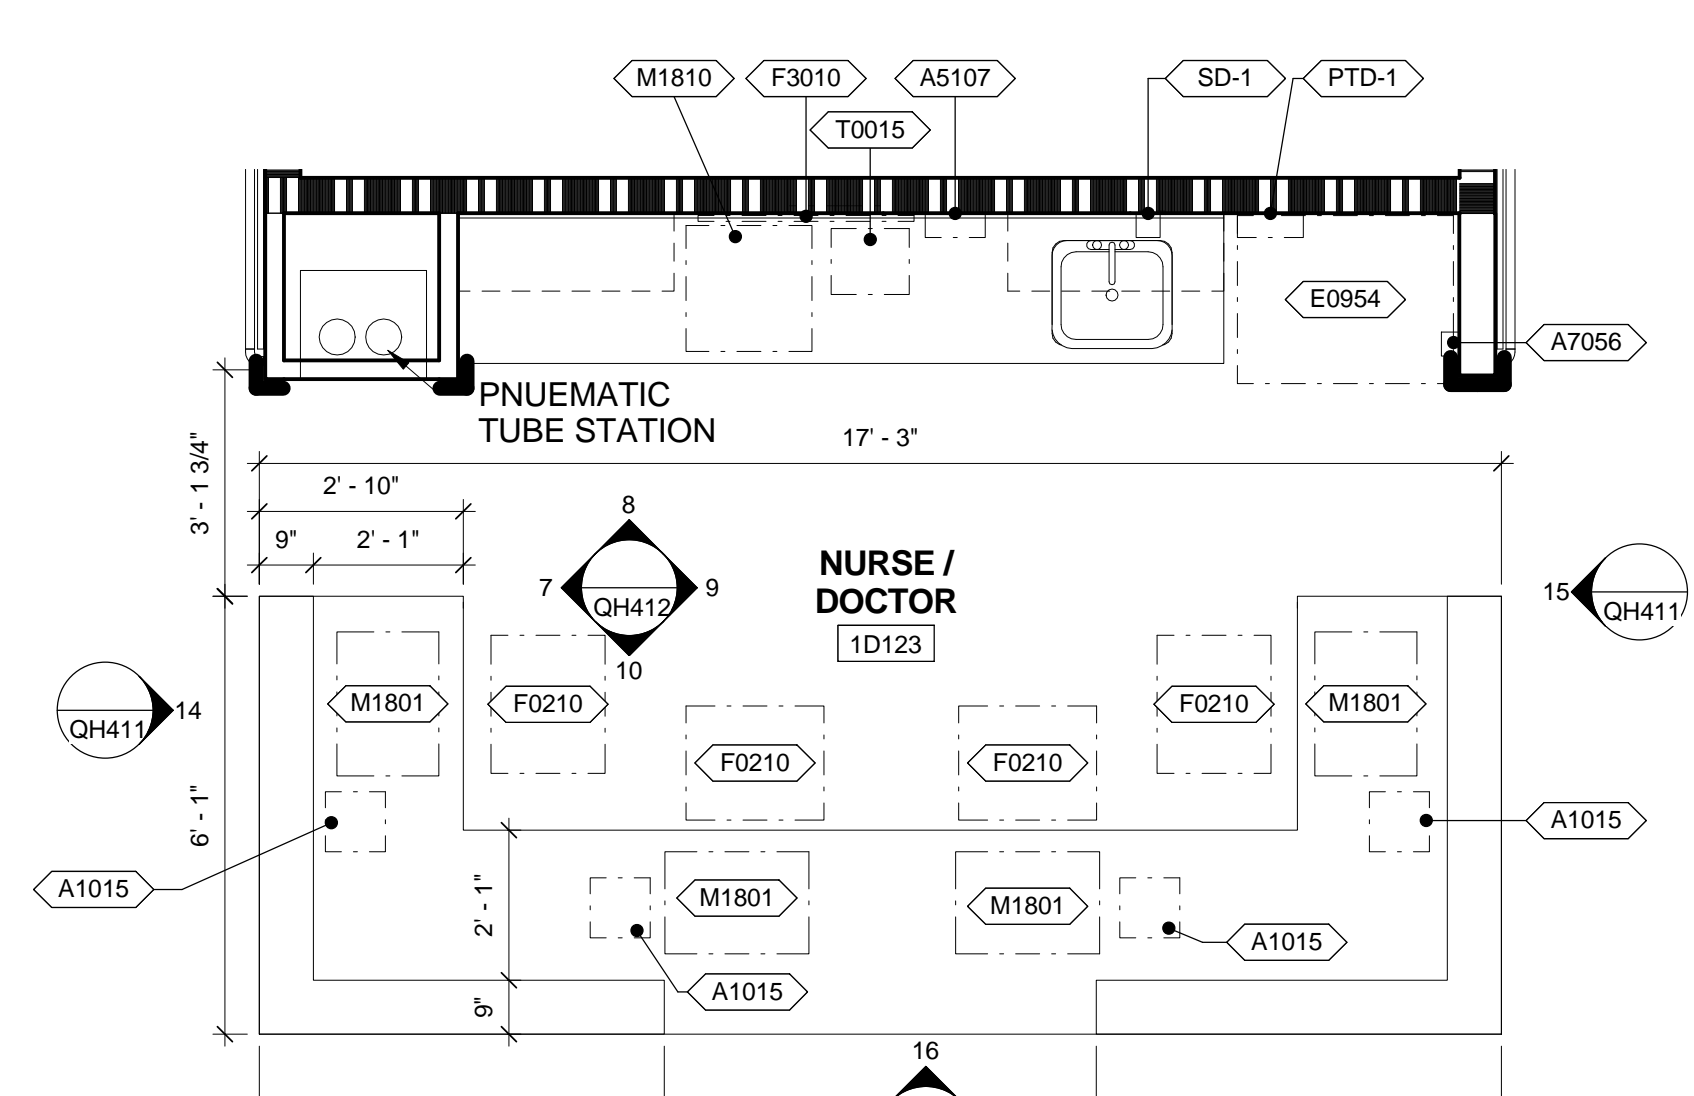 M1810
F3010
A5107
SD-1
PTD-1
T0015
E0954
A7056
PNUEMATIC
TUBE STATION
17' - 3"
3' - 1 3/4"
2' - 10"
9"
2' - 1"
8
7
QH412
9
10
NURSE /
DOCTOR
1D123
15
QH411
14
QH411
M1801
F0210
F0210
M1801
F0210
F0210
6' - 1"
A1015
A1015
2' - 1"
M1801
M1801
A1015
A1015
9"
16